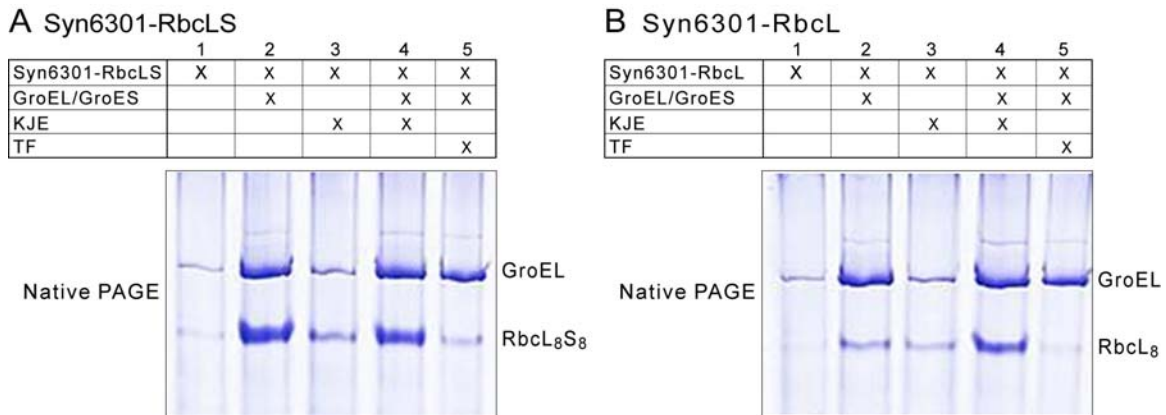 A Syn6301-RbcLS
1 2 3 4 5
Syn6301-RbcLS X X X X X
GroEL/GroES X X X
KJE X X
TF X
Native PAGE
GroEL
RbcL₈S₈
B Syn6301-RbcL
1 2 3 4 5
Syn6301-RbcL X X X X X
GroEL/GroES X X X
KJE X X
TF X
Native PAGE
GroEL
RbcL₈